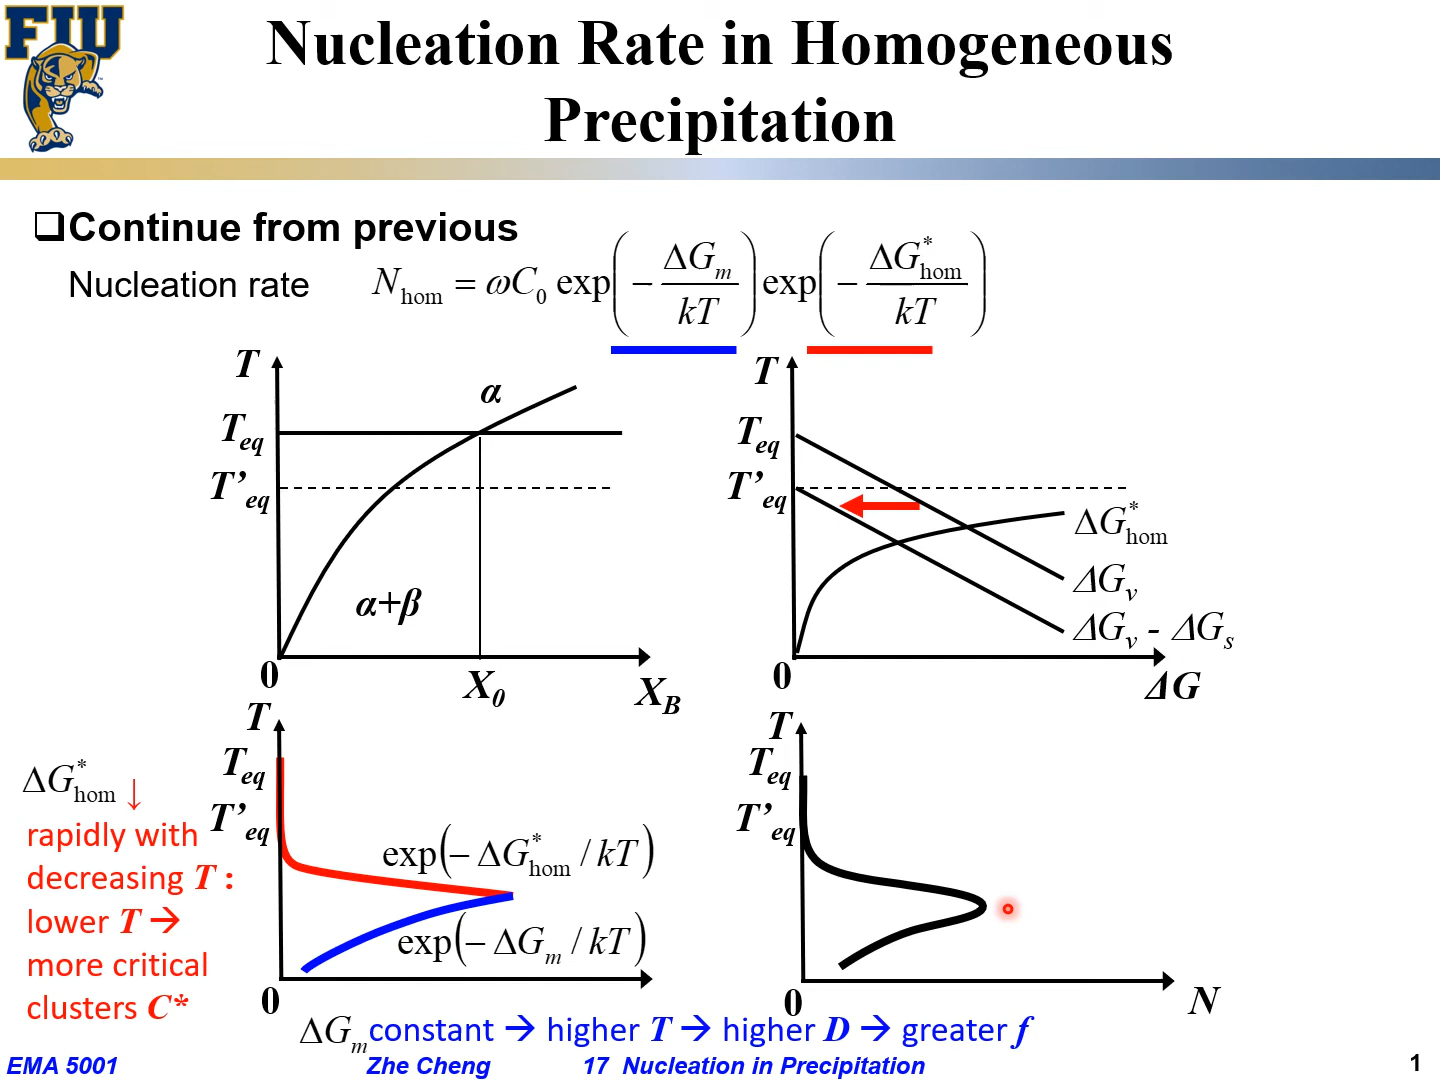 FIU
Nucleation Rate in Homogeneous
Precipitation
❑Continue from previous
Nucleation rate N_hom = ωC_0 exp(− ΔG_m / kT) exp(− ΔG*_hom / kT)
T
T_eq
T'_eq
α
α+β
0
X_0
X_B
T
T_eq
T'_eq
ΔG*_hom
ΔG_v
ΔG_v - ΔG_s
0
ΔG
ΔG*_hom ↓
rapidly with
decreasing T :
lower T →
more critical
clusters C*
T
T_eq
T'_eq
exp(− ΔG*_hom / kT)
exp(− ΔG_m / kT)
0
T
T_eq
T'_eq
0
N
ΔG_m constant → higher T → higher D → greater f
EMA 5001 Zhe Cheng 17 Nucleation in Precipitation 1